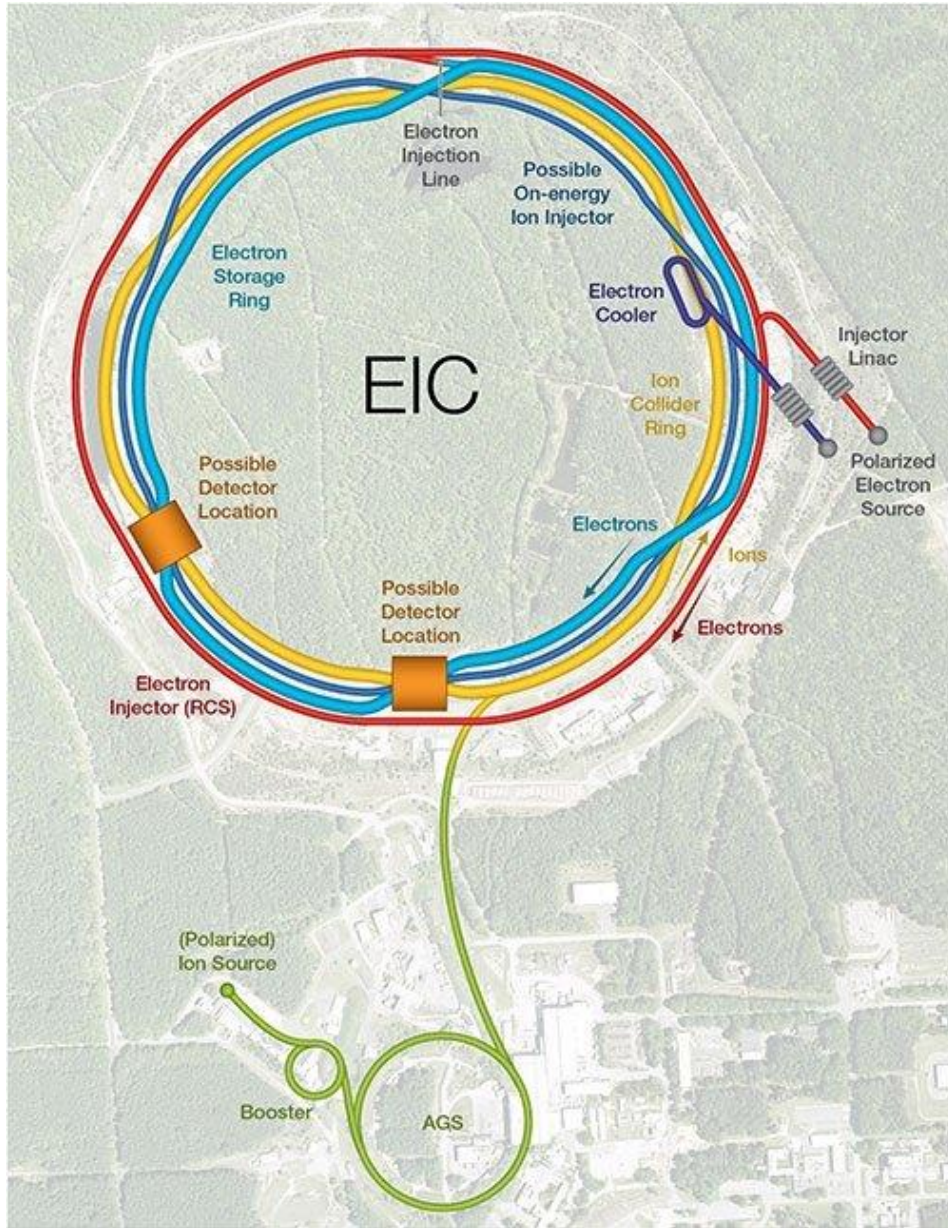 Electron
Injection
Line
Possible
On-energy
Ion Injector
Electron
Storage
Ring
Electron
Cooler
Injector
Linac
EIC
Ion
Collider
Ring
Polarized
Electron
Source
Possible
Detector
Location
Electrons
Ions
Possible
Detector
Location
Electrons
Electron
Injector (RCS)
(Polarized)
Ion Source
Booster
AGS